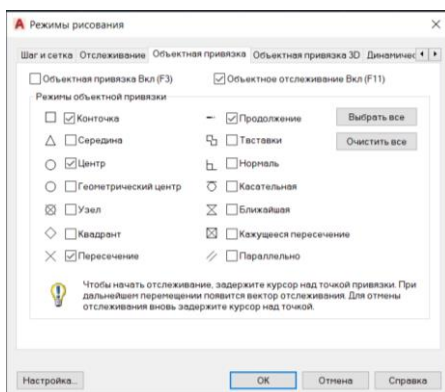 Режимы рисования
Шаг и сетка Отслеживание Объектная привязка Объектная привязка 3D Динамичес
Объектная привязка Вкл (F3) Объектное отслеживание Вкл (F11)
Режимы объектной привязки
Конточка Продолжение Выбрать все
Середина Твставки Очистить все
Центр Нормаль
Геометрический центр Касательная
Узел Ближайшая
Квадрант Кажущееся пересечение
Пересечение Параллельно
Чтобы начать отслеживание, задержите курсор над точкой привязки. При
дальнейшем перемещении появится вектор отслеживания. Для отмены
отслеживания вновь задержите курсор над точкой.
Настройка... ОК Отмена Справка